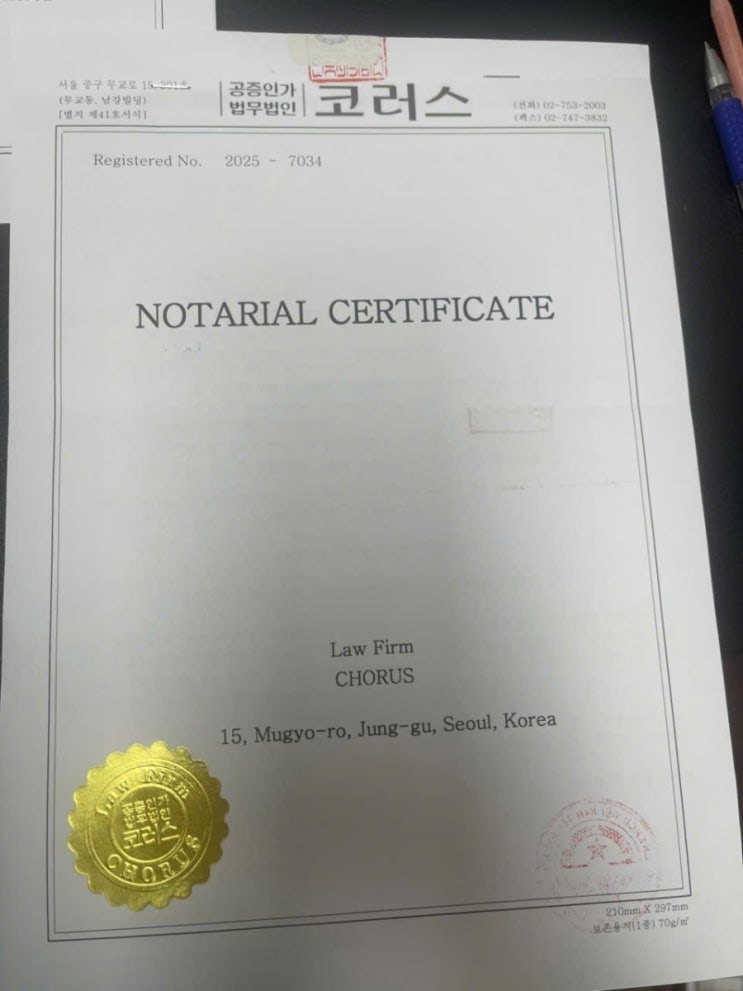 서울 중구 무교로 15, 201호
(무교동, 남강빌딩)
[별지 제41호서식]
공증인가
법무법인
코러스
(전화) 02-753-2003
(팩스) 02-747-3832
Registered No. 2025 - 7034
NOTARIAL CERTIFICATE
Law Firm
CHORUS
15, Mugyo-ro, Jung-gu, Seoul, Korea
Law Firm
공증인가
법무법인
코러스
CHORUS
210mm X 297mm
보존용지(1종) 70g/㎡